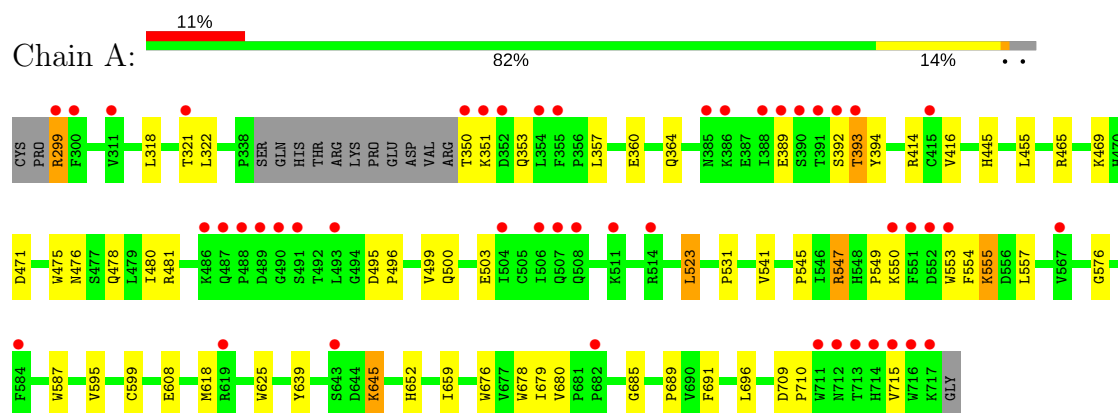 11%
Chain A:
82% 14% • •
CYS PRO R299 F300 V311 L318 T321 L322 P338 SER GLN HIS THR ARG LYS PRO GLU ASP VAL ARG T350 K351 D352 Q353 L354 F355 P356 L357 E360 Q364 N385 K386 E387 I388 E389 S390 T391 S392 T393 Y394 R414 C415 V416 H445 L455 R465 K469 H470
D471 W475 N476 S477 Q478 L479 I480 R481 K486 Q487 P488 D489 G490 S491 T492 L493 G494 D495 P496 V499 Q500 E503 I504 C505 I506 Q507 Q508 K511 R514 L523 P531 V541 P545 I546 R547 H548 P549 K550 F551 D552 W553 F554 K555 D556 L557 V567 G576
F584 W587 V595 C599 E608 M618 R619 W625 Y639 S643 D644 K645 H652 I659 W676 V677 W678 I679 V680 P681 P682 G685 P689 V690 F691 L696 D709 P710 W711 N712 T713 H714 V715 W716 K717 GLY